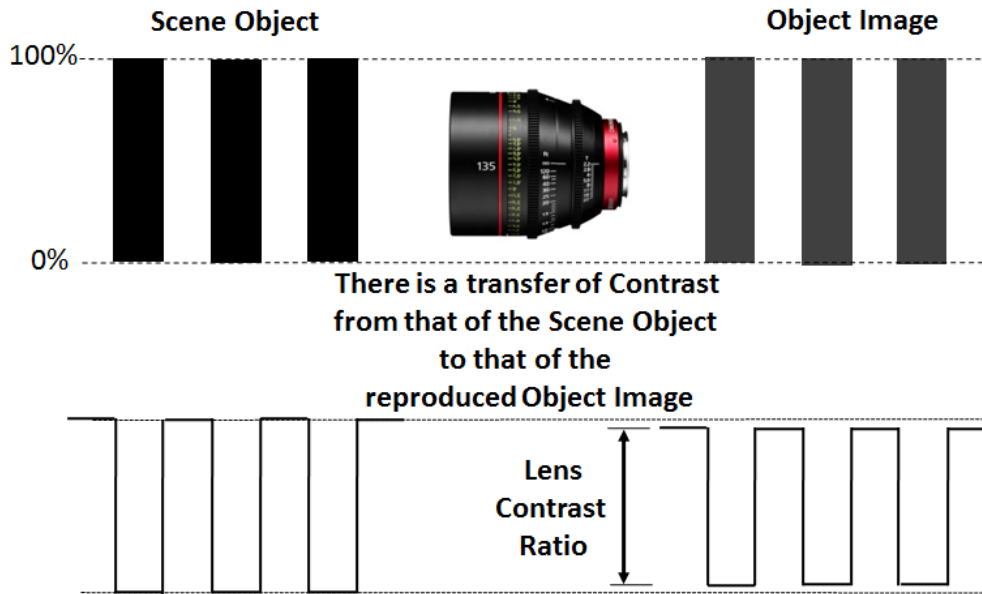 Scene Object
Object Image
100%
135
0%
There is a transfer of Contrast
from that of the Scene Object
to that of the
reproduced Object Image
Lens
Contrast
Ratio